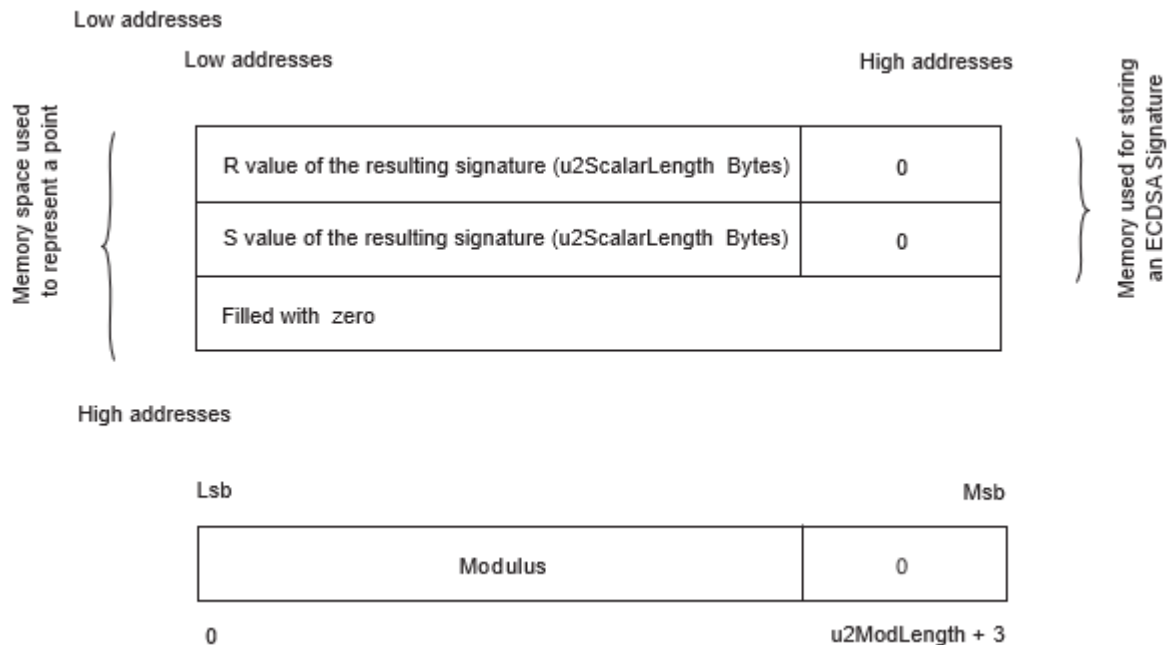 Low addresses
Low addresses
High addresses
Memory space used
to represent a point
R value of the resulting signature (u2ScalarLength Bytes)
0
S value of the resulting signature (u2ScalarLength Bytes)
0
Filled with zero
Memory used for storing
an ECDSA Signature
High addresses
Lsb
Msb
Modulus
0
0
u2ModLength + 3